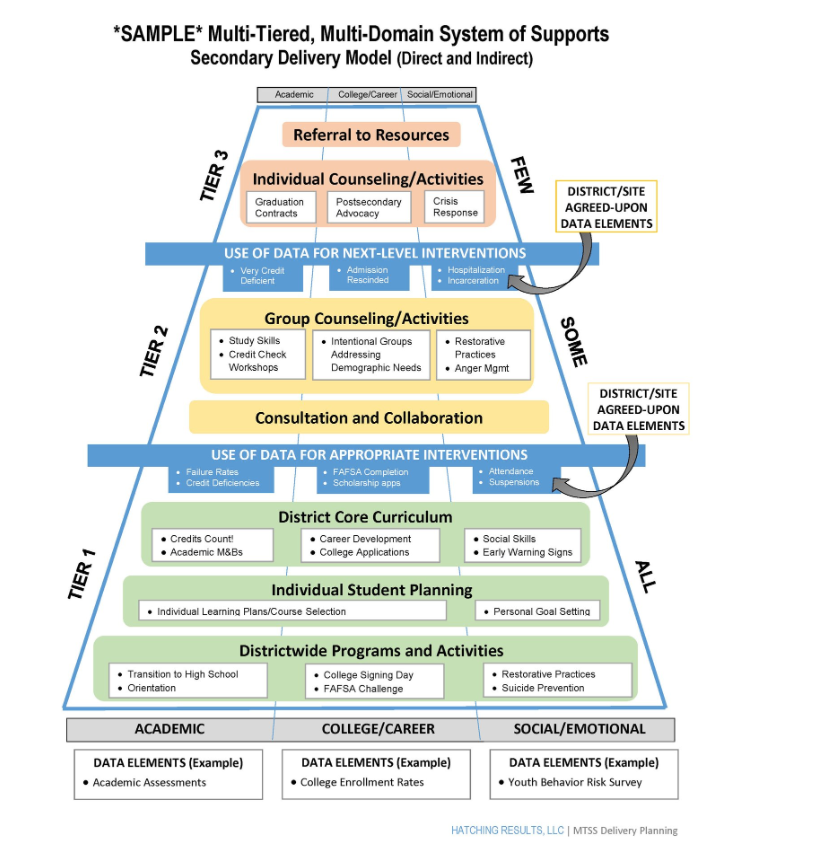 *SAMPLE* Multi-Tiered, Multi-Domain System of Supports
Secondary Delivery Model (Direct and Indirect)
Academic
College/Career
Social/Emotional
TIER 3
FEW
Referral to Resources
Individual Counseling/Activities
Graduation
Contracts
Postsecondary
Advocacy
Crisis
Response
DISTRICT/SITE
AGREED-UPON
DATA ELEMENTS
USE OF DATA FOR NEXT-LEVEL INTERVENTIONS
• Very Credit
Deficient
• Admission
Rescinded
• Hospitalization
• Incarceration
TIER 2
SOME
Group Counseling/Activities
• Study Skills
• Credit Check
Workshops
• Intentional Groups
Addressing
Demographic Needs
• Restorative
Practices
• Anger Mgmt
Consultation and Collaboration
DISTRICT/SITE
AGREED-UPON
DATA ELEMENTS
USE OF DATA FOR APPROPRIATE INTERVENTIONS
• Failure Rates
• Credit Deficiencies
• FAFSA Completion
• Scholarship apps
• Attendance
• Suspensions
TIER 1
ALL
District Core Curriculum
• Credits Count!
• Academic M&Bs
• Career Development
• College Applications
• Social Skills
• Early Warning Signs
Individual Student Planning
• Individual Learning Plans/Course Selection
• Personal Goal Setting
Districtwide Programs and Activities
• Transition to High School
• Orientation
• College Signing Day
• FAFSA Challenge
• Restorative Practices
• Suicide Prevention
ACADEMIC
COLLEGE/CAREER
SOCIAL/EMOTIONAL
DATA ELEMENTS (Example)
• Academic Assessments
DATA ELEMENTS (Example)
• College Enrollment Rates
DATA ELEMENTS (Example)
• Youth Behavior Risk Survey
HATCHING RESULTS, LLC | MTSS Delivery Planning